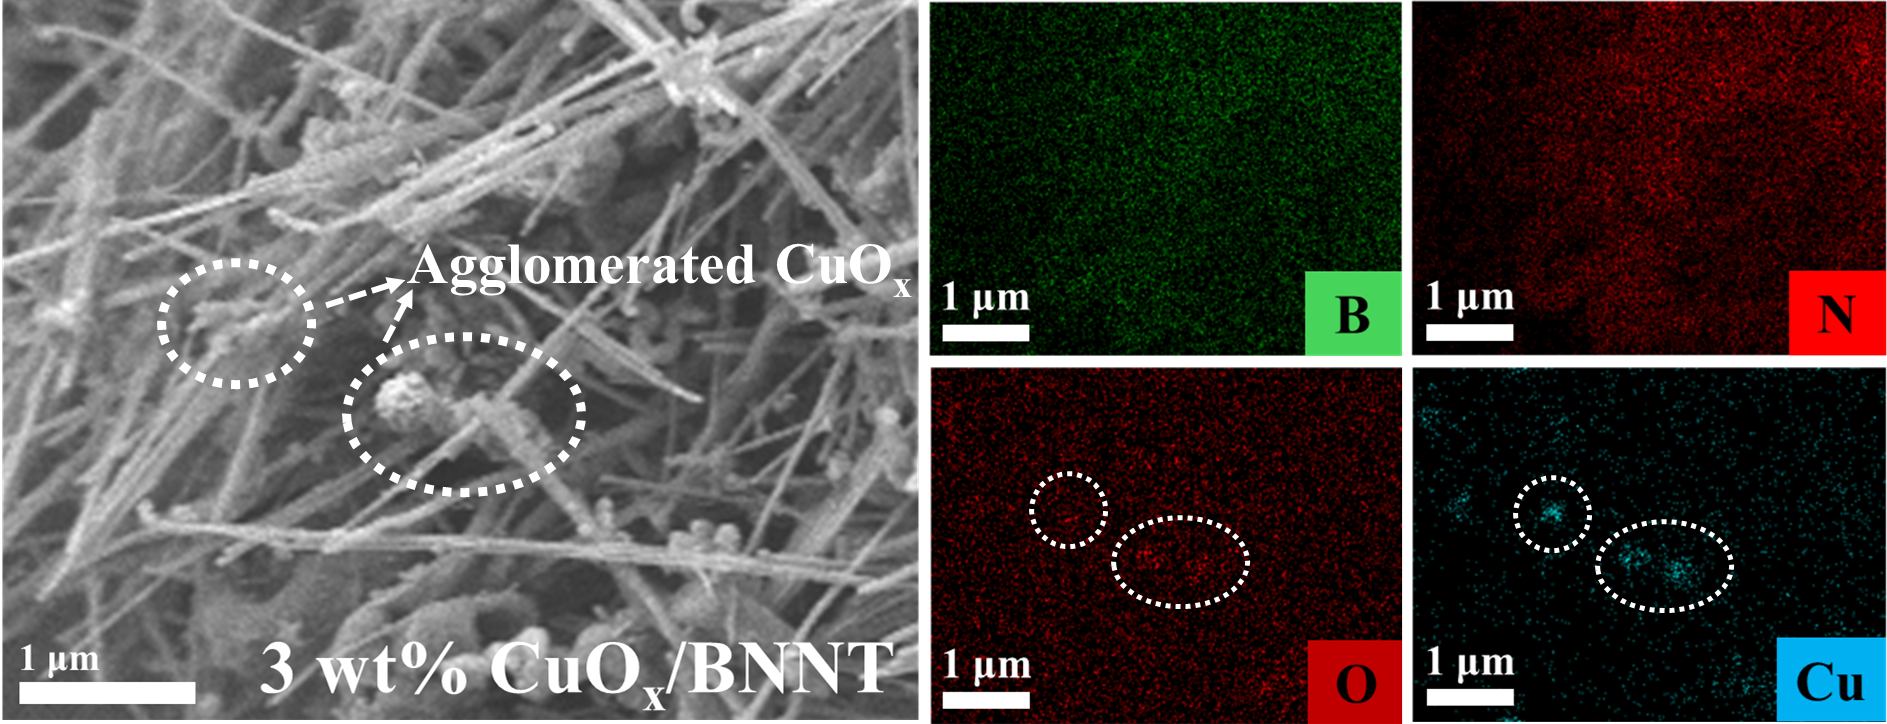 Agglomerated CuOₓ
1 μm
3 wt% CuOₓ/BNNT
1 μm
B
1 μm
N
1 μm
O
1 μm
Cu